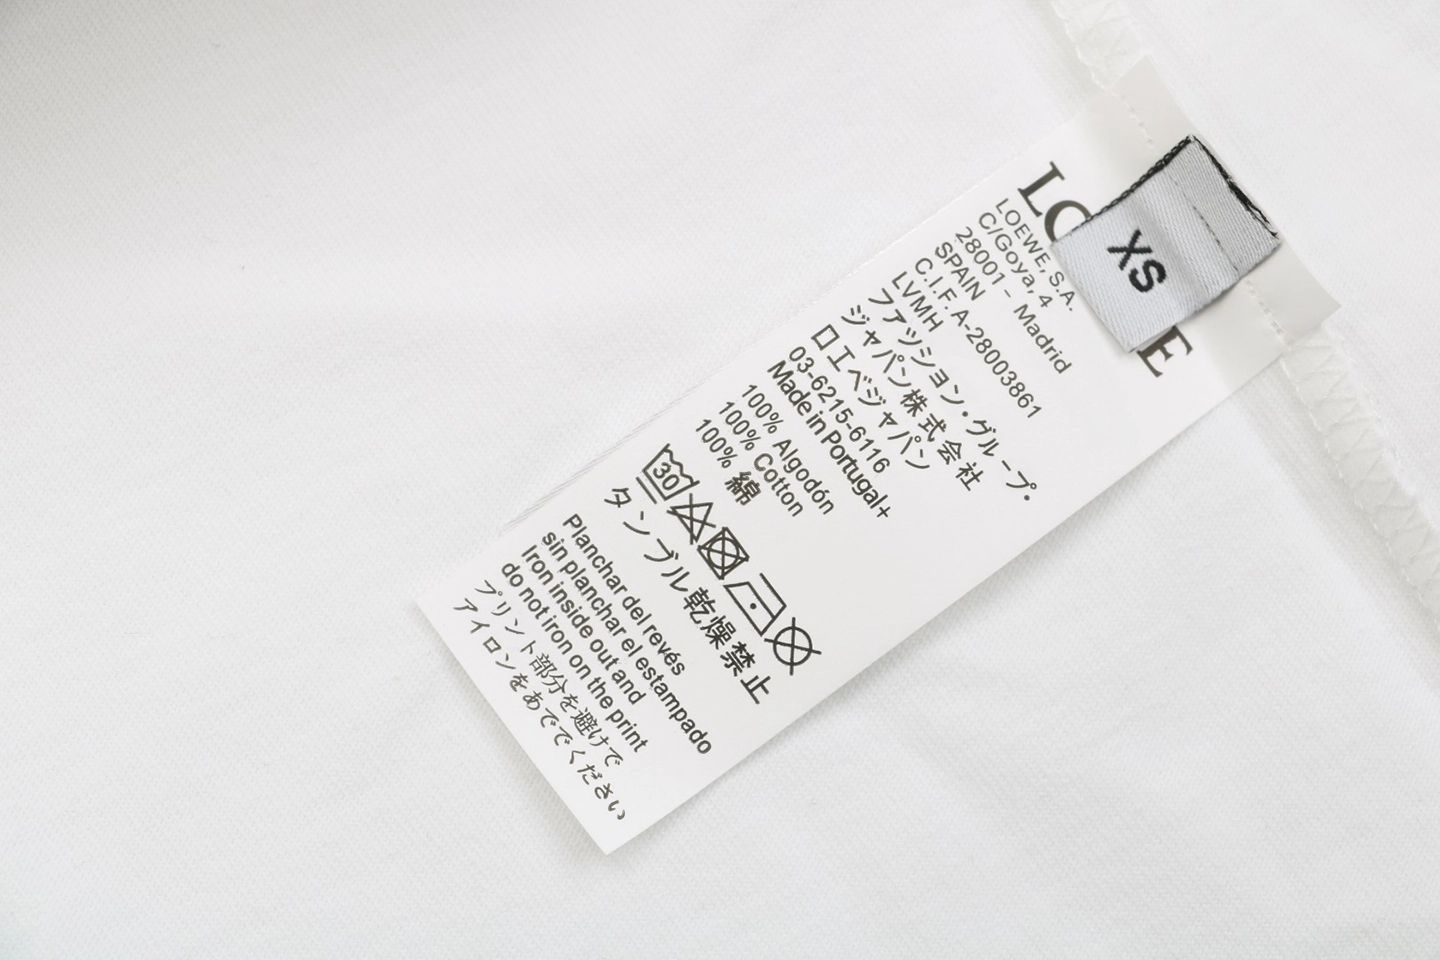 XS
LOEWE, S.A.
C/Goya, 4
28001 - Madrid
SPAIN
C.I.F. A-28003861
LVMH
ファッション・グループ・
ジャパン株式会社
ロエベジャパン
03-6215-6116
Made in Portugal+
100% Algodón
100% Cotton
100% 綿
30
タンブル乾燥禁止
Planchar del revés
sin planchar el estampado
Iron inside out and
do not iron on the print
プリント部分を避けて
アイロンをあででください